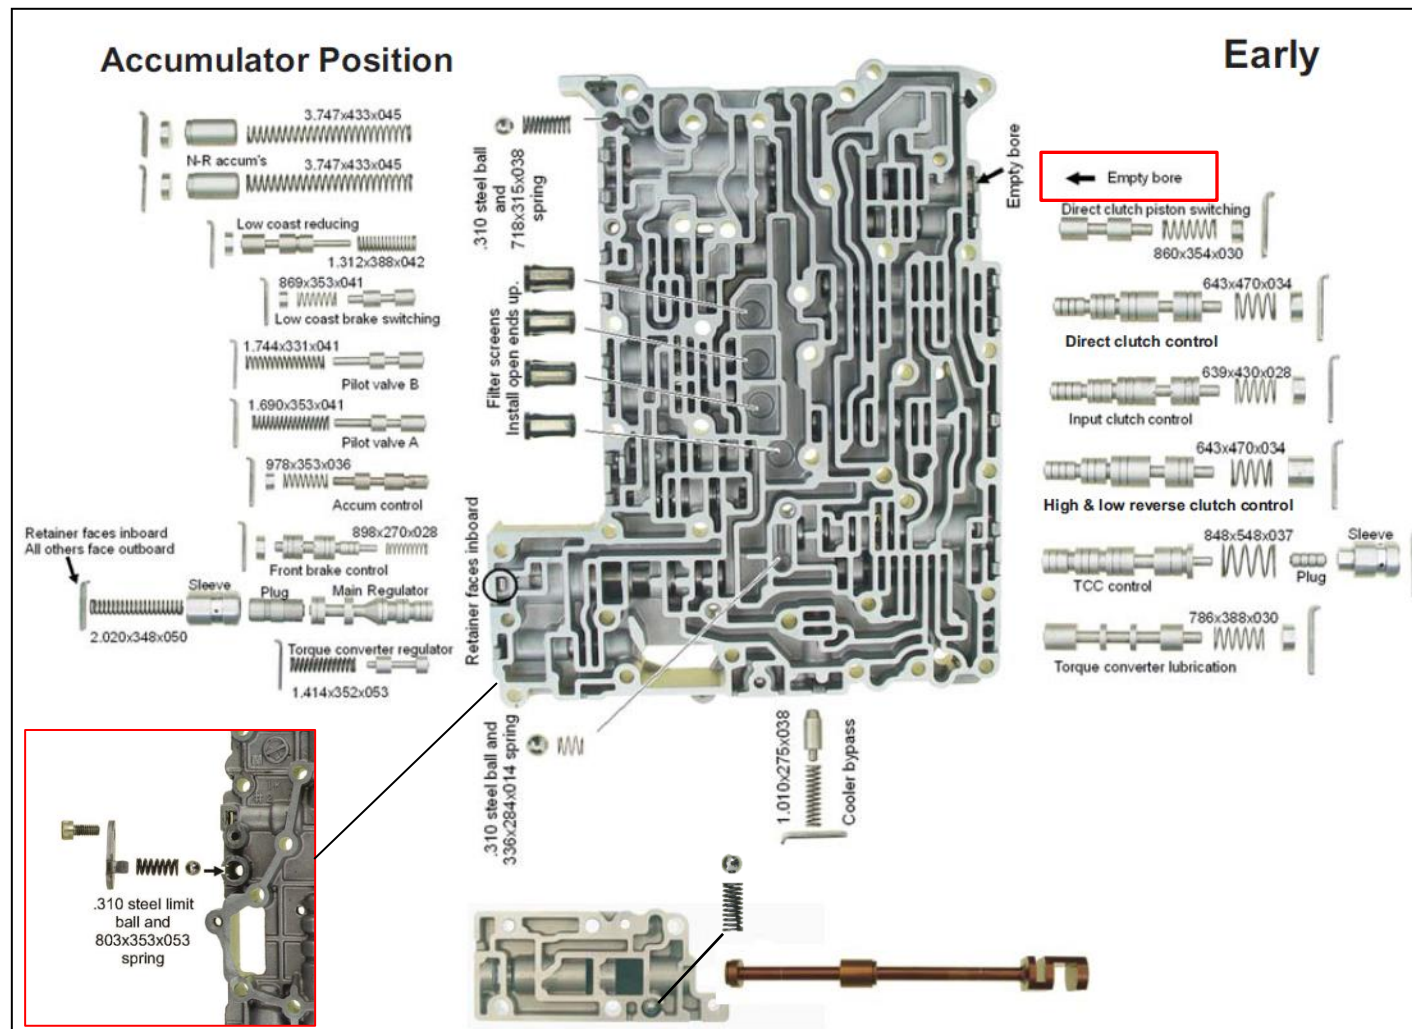 Accumulator Position
Early
3.747x433x045
N-R accum's
3.747x433x045
Low coast reducing
1.312x388x042
869x353x041
Low coast brake switching
1.744x331x041
Pilot valve B
1.690x353x041
Pilot valve A
978x353x036
Accum control
Retainer faces inboard
All others face outboard
898x270x028
Front brake control
Sleeve
Plug
Main Regulator
2.020x348x050
Torque converter regulator
1.414x352x053
.310 steel ball
and
718x315x038
spring
Filter screens
Install open ends up.
Retainer faces inboard
.310 steel ball and
336x284x014 spring
1.010x275x038
Cooler bypass
Empty bore
Empty bore
Direct clutch piston switching
860x354x030
643x470x034
Direct clutch control
639x430x028
Input clutch control
643x470x034
High & low reverse clutch control
848x548x037
Sleeve
TCC control
Plug
786x388x030
Torque converter lubrication
.310 steel limit
ball and
803x353x053
spring